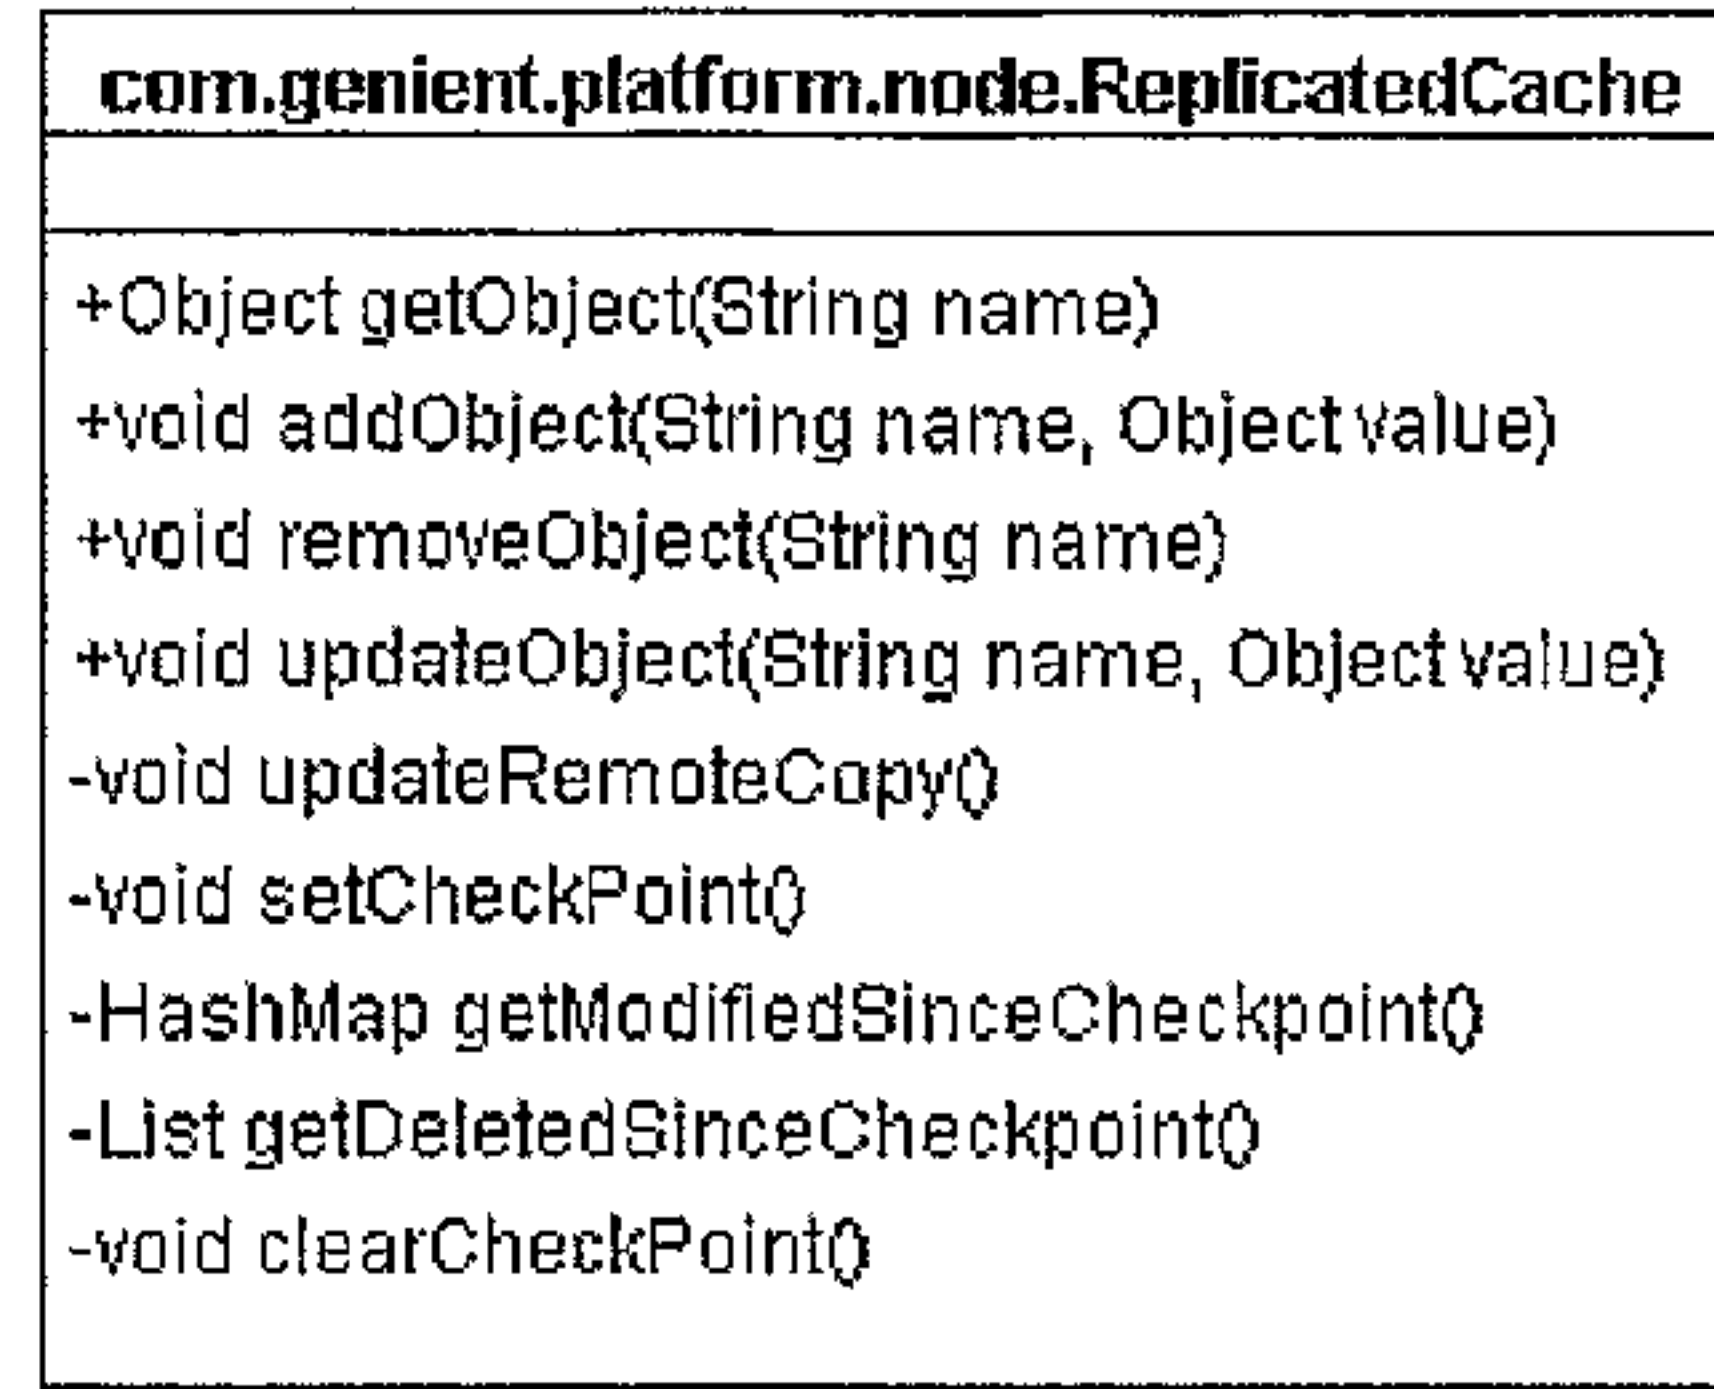 com.genient.platform.node.ReplicatedCache
+Object getObject(String name)
+void addObject(String name, Object value)
+void removeObject(String name)
+void updateObject(String name, Object value)
-void updateRemoteCopy()
-void setCheckPoint()
-HashMap getModifiedSinceCheckpoint()
-List getDeletedSinceCheckpoint()
-void clearCheckPoint()